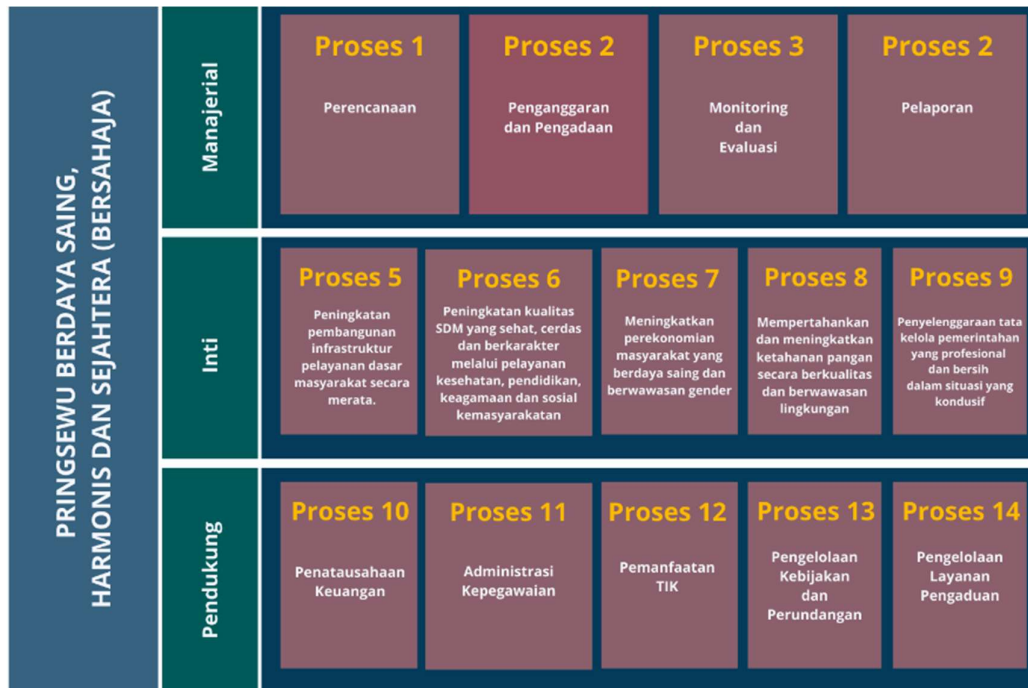 PRINGSEWU BERDAYA SAING,
HARMONIS DAN SEJAHTERA (BERSAHAJA)
Manajerial
Proses 1
Perencanaan
Proses 2
Penganggaran
dan Pengadaan
Proses 3
Monitoring
dan
Evaluasi
Proses 2
Pelaporan
Inti
Proses 5
Peningkatan
pembangunan
infrastruktur
pelayanan dasar
masyarakat secara
merata.
Proses 6
Peningkatan kualitas
SDM yang sehat, cerdas
dan berkarakter
melalui pelayanan
kesehatan, pendidikan,
keagamaan dan sosial
kemasyarakatan
Proses 7
Meningkatkan
perekonomian
masyarakat yang
berdaya saing dan
berwawasan gender
Proses 8
Mempertahankan
dan meningkatkan
ketahanan pangan
secara berkualitas
dan berwawasan
lingkungan
Proses 9
Penyelenggaraan tata
kelola pemerintahan
yang profesional
dan bersih
dalam situasi yang
kondusif
Pendukung
Proses 10
Penatausahaan
Keuangan
Proses 11
Administrasi
Kepegawaian
Proses 12
Pemanfaatan
TIK
Proses 13
Pengelolaan
Kebijakan
dan
Perundangan
Proses 14
Pengelolaan
Layanan
Pengaduan